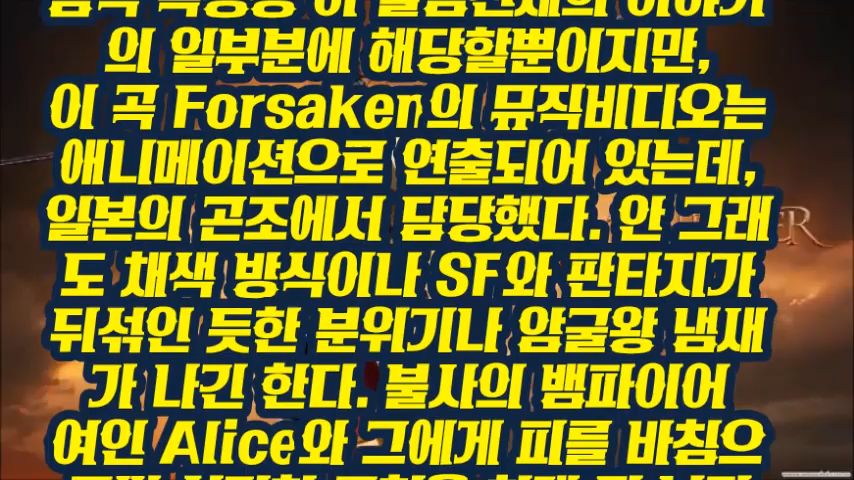 의 일부분에 해당할뿐이지만,
이 곡 Forsaken의 뮤직비디오는
애니메이션으로 연출되어 있는데,
일본의 곤조에서 담당했다. 안 그래
도 채색 방식이나 SF와 판타지가
뒤섞인 듯한 분위기나 암굴왕 냄새
가 나긴 한다. 불사의 뱀파이어
여인 Alice와 그에게 피를 바침으